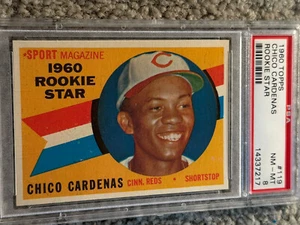 SPORT MAGAZINE
1960
ROOKIE
STAR
C
CHICO CARDENAS
CINN. REDS • SHORTSTOP
PSA
1960 TOPPS #119
CHICO CARDENAS NM - MT
ROOKIE STAR 8
14337217